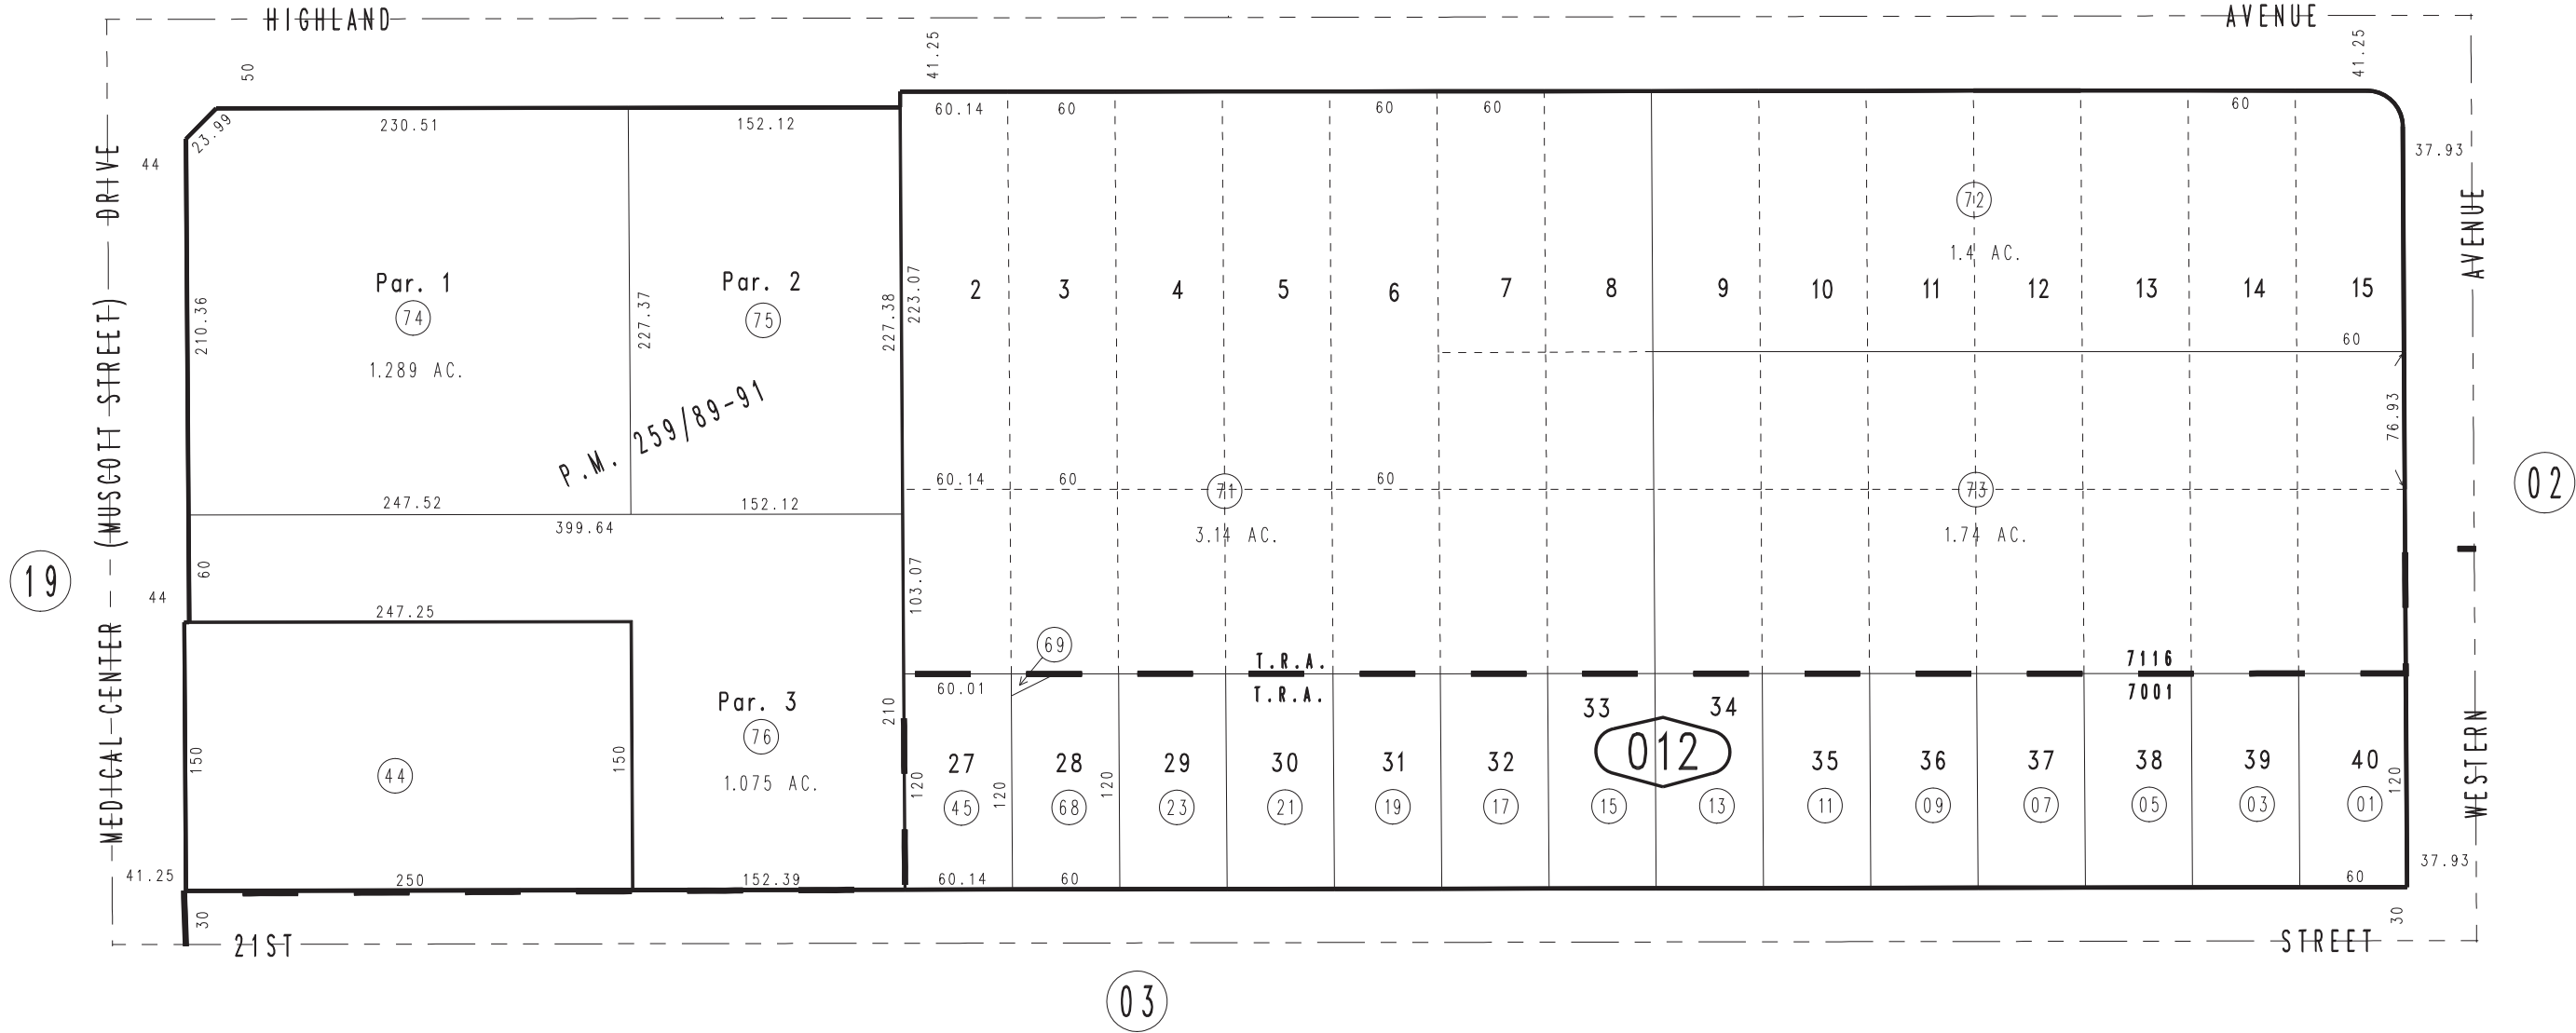 HIGHLAND AVENUE
50 41.25 41.25
23.99 230.51 152.12 60.14 60 60 60 60
44 37.93
MEDICAL CENTER (MUSCOTT STREET) DRIVE
WESTERN AVENUE
72
1.4 AC.
Par. 1 Par. 2
74 75
1.289 AC.
210.36 227.37 227.38 223.07
2 3 4 5 6 7 8 9 10 11 12 13 14 15
60
76.93
P.M. 259/89-91
60.14 60 60
71 73
3.14 AC. 1.74 AC.
247.52 152.12
399.64
02
19
60 103.07
44
247.25
69
T.R.A. 7116
T.R.A. 7001
60.01
Par. 3
76
1.075 AC.
210
150 150
44
33 34
012
27 28 29 30 31 32 35 36 37 38 39 40
120 120 120 120
45 68 23 21 19 17 15 13 11 09 07 05 03 01
41.25 37.93
250 152.39 60.14 60 60
30 30
21ST STREET
03